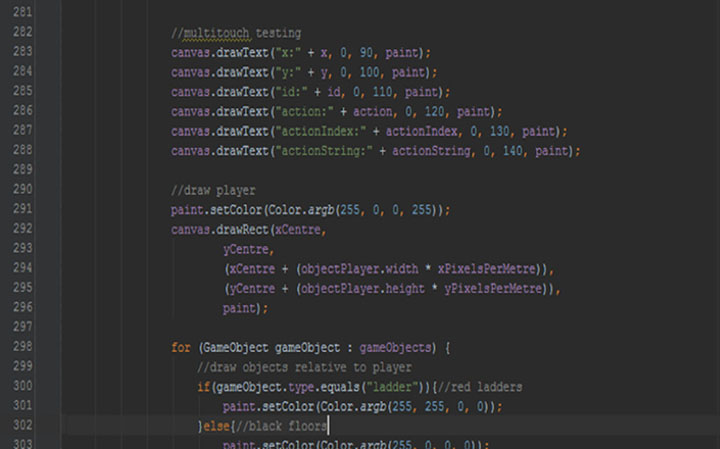 281
282 //multitouch testing
283 canvas.drawText("x:" + x, 0, 90, paint);
284 canvas.drawText("y:" + y, 0, 100, paint);
285 canvas.drawText("id:" + id, 0, 110, paint);
286 canvas.drawText("action:" + action, 0, 120, paint);
287 canvas.drawText("actionIndex:" + actionIndex, 0, 130, paint);
288 canvas.drawText("actionString:" + actionString, 0, 140, paint);
289
290 //draw player
291 paint.setColor(Color.argb(255, 0, 0, 255));
292 canvas.drawRect(xCentre,
293 yCentre,
294 (xCentre + (objectPlayer.width * xPixelsPerMetre)),
295 (yCentre + (objectPlayer.height * yPixelsPerMetre)),
296 paint);
297
298 for (GameObject gameObject : gameObjects) {
299 //draw objects relative to player
300 if(gameObject.type.equals("ladder")){//red ladders
301 paint.setColor(Color.argb(255, 255, 0, 0));
302 }else{//black floors
303 paint.setColor(Color.argb(255, 0, 0, 0));